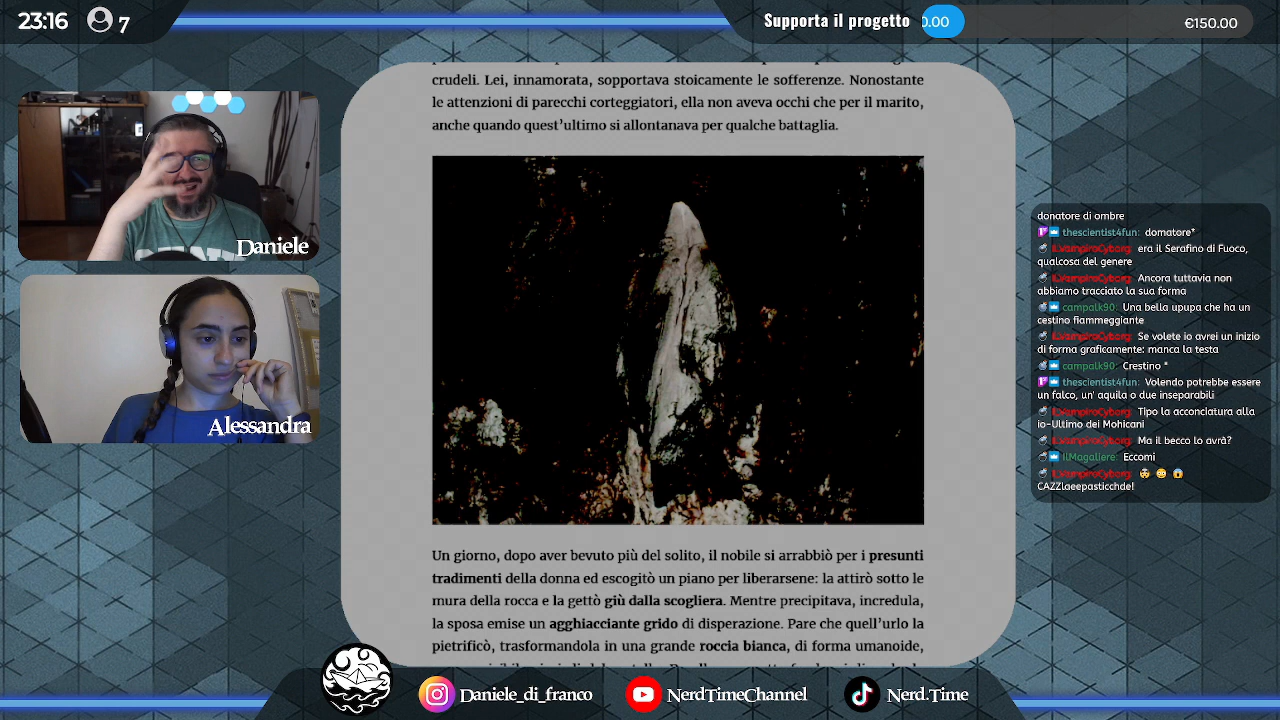 23:16
7
Supporta il progetto
0.00
€150.00
crudeli. Lei, innamorata, sopportava stoicamente le sofferenze. Nonostante
le attenzioni di parecchi corteggiatori, ella non aveva occhi che per il marito,
anche quando quest'ultimo si allontanava per qualche battaglia.
Daniele
Alessandra
Un giorno, dopo aver bevuto più del solito, il nobile si arrabbiò per i presunti
tradimenti della donna ed escogitò un piano per liberarsene: la attirò sotto le
mura della rocca e la gettò giù dalla scogliera. Mentre precipitava, incredula,
la sposa emise un agghiacciante grido di disperazione. Pare che quell'urlo la
pietrificò, trasformandola in una grande roccia bianca, di forma umanoide,
donatore di ombre
thescientist4fun: domatore*
ILVampiroCyborg: era il Serafino di Fuoco,
qualcosa del genere
ILVampiroCyborg: Ancora tuttavia non
abbiamo tracciato la sua forma
campalk90: Una bella upupa che ha un
cestino fiammeggiante
ILVampiroCyborg: Se volete io avrei un inizio
di forma graficamente: manca la testa
campalk90: Crestino *
thescientist4fun: Volendo potrebbe essere
un falco, un' aquila o due inseparabili
ILVampiroCyborg: Tipo la acconciatura alla
io-Ultimo dei Mohicani
ILVampiroCyborg: Ma il becco lo avrà?
IlMagaliere: Eccomi
ILVampiroCyborg:
CAZZIaeepasticchde!
Daniele_di_franco
NerdTimeChannel
Nerd.Time